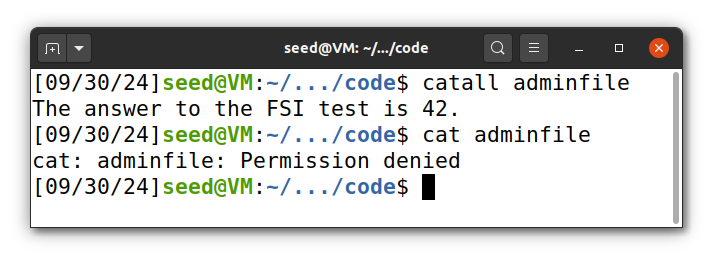 seed@VM: ~/.../code
[09/30/24]seed@VM:~/.../code$ catall adminfile
The answer to the FSI test is 42.
[09/30/24]seed@VM:~/.../code$ cat adminfile
cat: adminfile: Permission denied
[09/30/24]seed@VM:~/.../code$